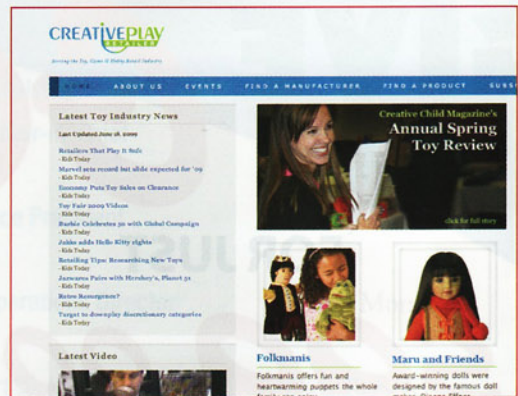 CREATIVEPLAY
RETAILER
Serving the Toy, Game & Hobby Retail Industry
HOME ABOUT US EVENTS FIND A MANUFACTURER FIND A PRODUCT
Latest Toy Industry News
Last Updated June 18, 2009
Retailers That Play It Safe
- Kids Today
Marvel sets record but slide expected for '09
- Kids Today
Economy Puts Toy Sales on Clearance
- Kids Today
Toy Fair 2009 Videos
- Kids Today
Barbie Celebrates 50 with Global Campaign
- Kids Today
Jakks adds Hello Kitty rights
- Kids Today
Retailing Tips: Researching New Toys
- Kids Today
Jazwares Pairs with Hershey's, Planet 51
- Kids Today
Retro Resurgence?
- Kids Today
Target to downplay discretionary categories
- Kids Today
Latest Video
Creative Child Magazine's
Annual Spring
Toy Review
click for full story
Folkmanis
Folkmanis offers fun and
heartwarming puppets the whole
family can enjoy
Maru and Friends
Award-winning dolls were
designed by the famous doll